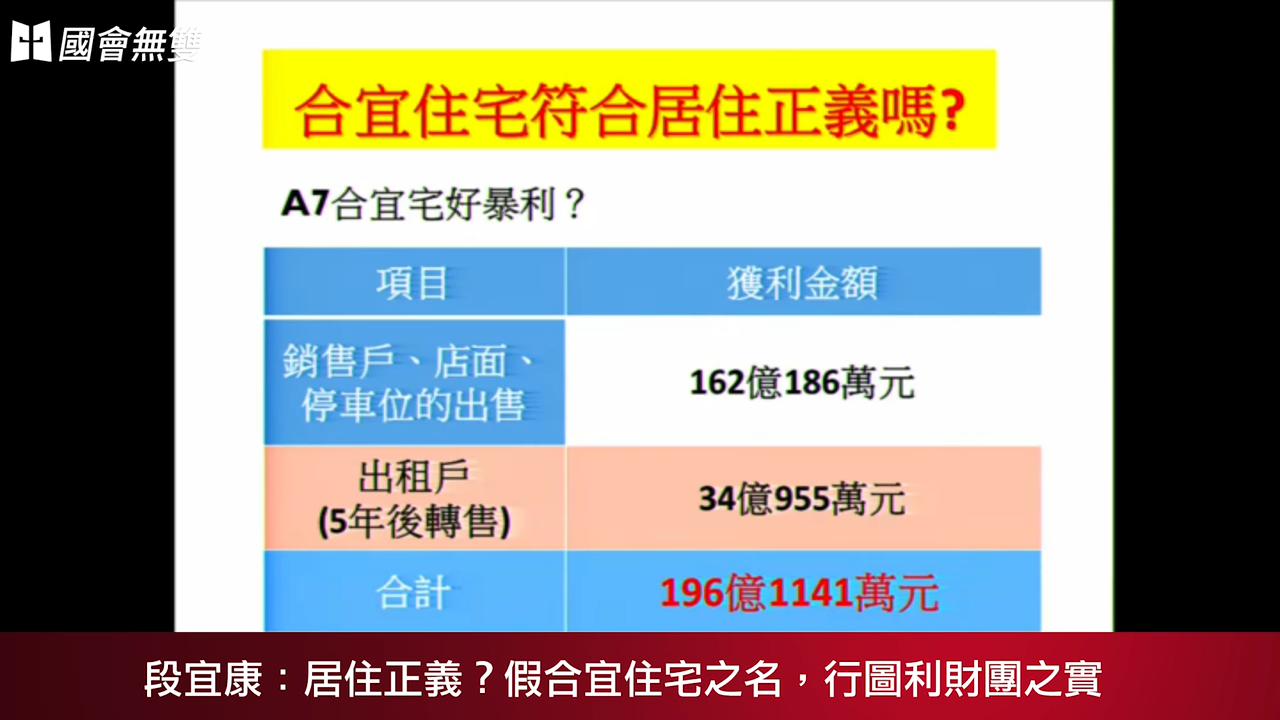 國會無雙
合宜住宅符合居住正義嗎?
A7合宜宅好暴利？
項目 獲利金額
銷售戶、店面、
停車位的出售 162億186萬元
出租戶
(5年後轉售) 34億955萬元
合計 196億1141萬元
段宜康：居住正義？假合宜住宅之名，行圖利財團之實